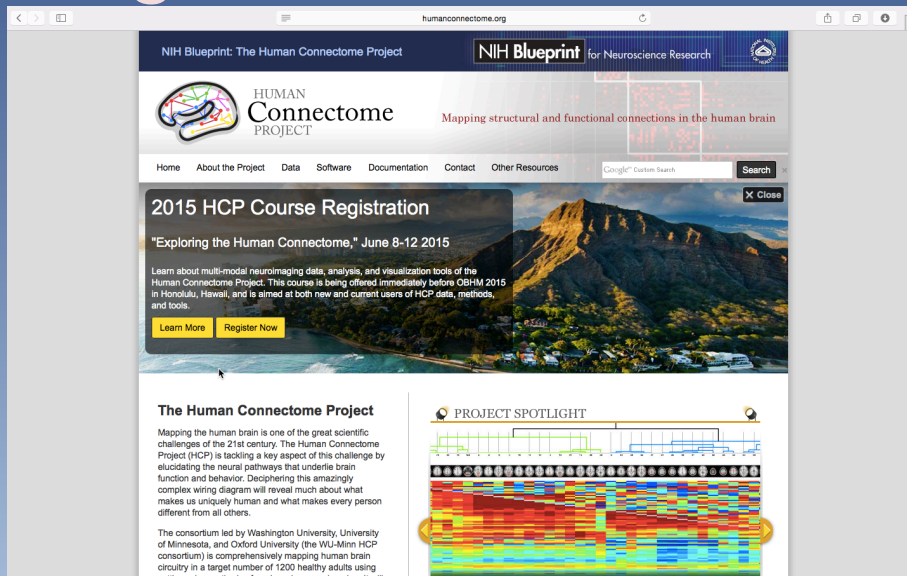 humanconnectome.org
NIH Blueprint: The Human Connectome Project
NIH Blueprint for Neuroscience Research
HUMAN
Connectome
PROJECT
Mapping structural and functional connections in the human brain
Home About the Project Data Software Documentation Contact Other Resources
Google™ Custom Search
Search
X Close
2015 HCP Course Registration
"Exploring the Human Connectome," June 8-12 2015
Learn about multi-modal neuroimaging data, analysis, and visualization tools of the
Human Connectome Project. This course is being offered immediately before OBHM 2015
in Honolulu, Hawaii, and is aimed at both new and current users of HCP data, methods,
and tools.
Learn More Register Now
The Human Connectome Project
Mapping the human brain is one of the great scientific
challenges of the 21st century. The Human Connectome
Project (HCP) is tackling a key aspect of this challenge by
elucidating the neural pathways that underlie brain
function and behavior. Deciphering this amazingly
complex wiring diagram will reveal much about what
makes us uniquely human and what makes every person
different from all others.
The consortium led by Washington University, University
of Minnesota, and Oxford University (the WU-Minn HCP
consortium) is comprehensively mapping human brain
circuitry in a target number of 1200 healthy adults using
PROJECT SPOTLIGHT